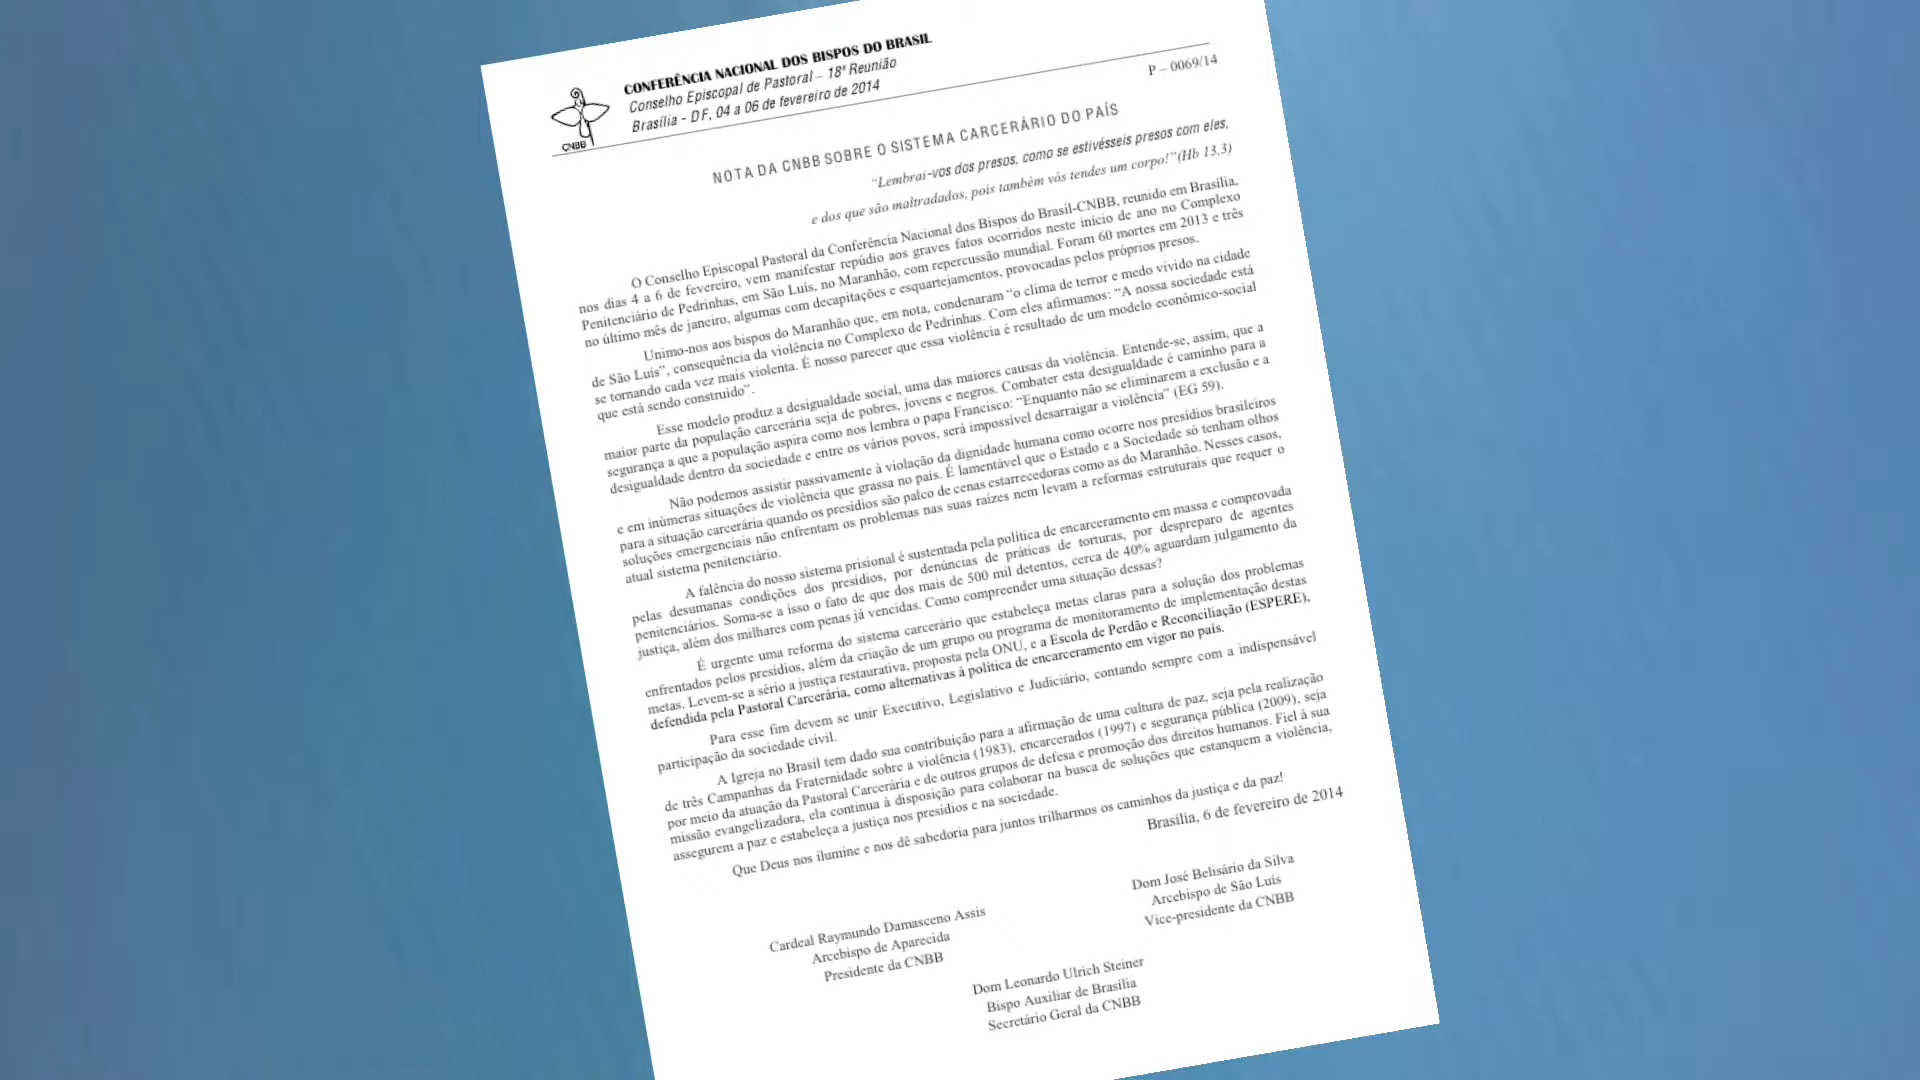 CONFERÊNCIA NACIONAL DOS BISPOS DO BRASIL
Conselho Episcopal de Pastoral – 18ª Reunião
Brasília - DF, 04 a 06 de fevereiro de 2014
CNBB
P – 0069/14
NOTA DA CNBB SOBRE O SISTEMA CARCERÁRIO DO PAÍS
“Lembrai-vos dos presos, como se estivésseis presos com eles,
e dos que são maltratados, pois também vós tendes um corpo!”(Hb 13,3)
O Conselho Episcopal Pastoral da Conferência Nacional dos Bispos do Brasil-CNBB, reunido em Brasília,
nos dias 4 a 6 de fevereiro, vem manifestar repúdio aos graves fatos ocorridos neste início de ano no Complexo
Penitenciário de Pedrinhas, em São Luís, no Maranhão, com repercussão mundial. Foram 60 mortes em 2013 e três
no último mês de janeiro, algumas com decapitações e esquartejamentos, provocadas pelos próprios presos.
Unimo-nos aos bispos do Maranhão que, em nota, condenaram “o clima de terror e medo vivido na cidade
de São Luís”, consequência da violência no Complexo de Pedrinhas. Com eles afirmamos: “A nossa sociedade está
se tornando cada vez mais violenta. É nosso parecer que essa violência é resultado de um modelo econômico-social
que está sendo construído”.
Esse modelo produz a desigualdade social, uma das maiores causas da violência. Entende-se, assim, que a
maior parte da população carcerária seja de pobres, jovens e negros. Combater esta desigualdade é caminho para a
segurança a que a população aspira como nos lembra o papa Francisco: “Enquanto não se eliminarem a exclusão e a
desigualdade dentro da sociedade e entre os vários povos, será impossível desarraigar a violência” (EG 59).
Não podemos assistir passivamente à violação da dignidade humana como ocorre nos presídios brasileiros
e em inúmeras situações de violência que grassa no país. É lamentável que o Estado e a Sociedade só tenham olhos
para a situação carcerária quando os presídios são palco de cenas estarrecedoras como as do Maranhão. Nesses casos,
soluções emergenciais não enfrentam os problemas nas suas raízes nem levam a reformas estruturais que requer o
atual sistema penitenciário.
A falência do nosso sistema prisional é sustentada pela política de encarceramento em massa e comprovada
pelas desumanas condições dos presídios, por denúncias de práticas de torturas, por despreparo de agentes
penitenciários. Soma-se a isso o fato de que dos mais de 500 mil detentos, cerca de 40% aguardam julgamento da
justiça, além dos milhares com penas já vencidas. Como compreender uma situação dessas?
É urgente uma reforma do sistema carcerário que estabeleça metas claras para a solução dos problemas
enfrentados pelos presídios, além da criação de um grupo ou programa de monitoramento de implementação destas
metas. Levem-se a sério a justiça restaurativa, proposta pela ONU, e a Escola de Perdão e Reconciliação (ESPERE),
defendida pela Pastoral Carcerária, como alternativas à política de encarceramento em vigor no país.
Para esse fim devem se unir Executivo, Legislativo e Judiciário, contando sempre com a indispensável
participação da sociedade civil.
A Igreja no Brasil tem dado sua contribuição para a afirmação de uma cultura de paz, seja pela realização
de três Campanhas da Fraternidade sobre a violência (1983), encarcerados (1997) e segurança pública (2009), seja
por meio da atuação da Pastoral Carcerária e de outros grupos de defesa e promoção dos direitos humanos. Fiel à sua
missão evangelizadora, ela continua à disposição para colaborar na busca de soluções que estanquem a violência,
assegurem a paz e estabeleça a justiça nos presídios e na sociedade.
Que Deus nos ilumine e nos dê sabedoria para juntos trilharmos os caminhos da justiça e da paz!
Brasília, 6 de fevereiro de 2014
Cardeal Raymundo Damasceno Assis
Arcebispo de Aparecida
Presidente da CNBB
Dom José Belisário da Silva
Arcebispo de São Luís
Vice-presidente da CNBB
Dom Leonardo Ulrich Steiner
Bispo Auxiliar de Brasília
Secretário Geral da CNBB